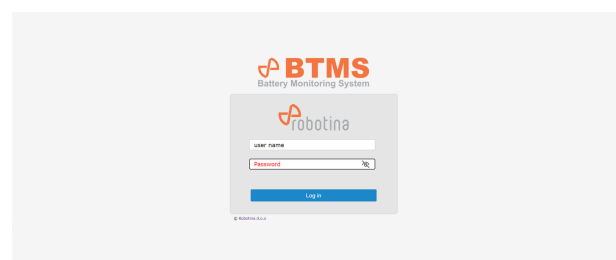 BTMS
Battery Monitoring System
robotina
user name
Password
Log in
© Robotina d.o.o